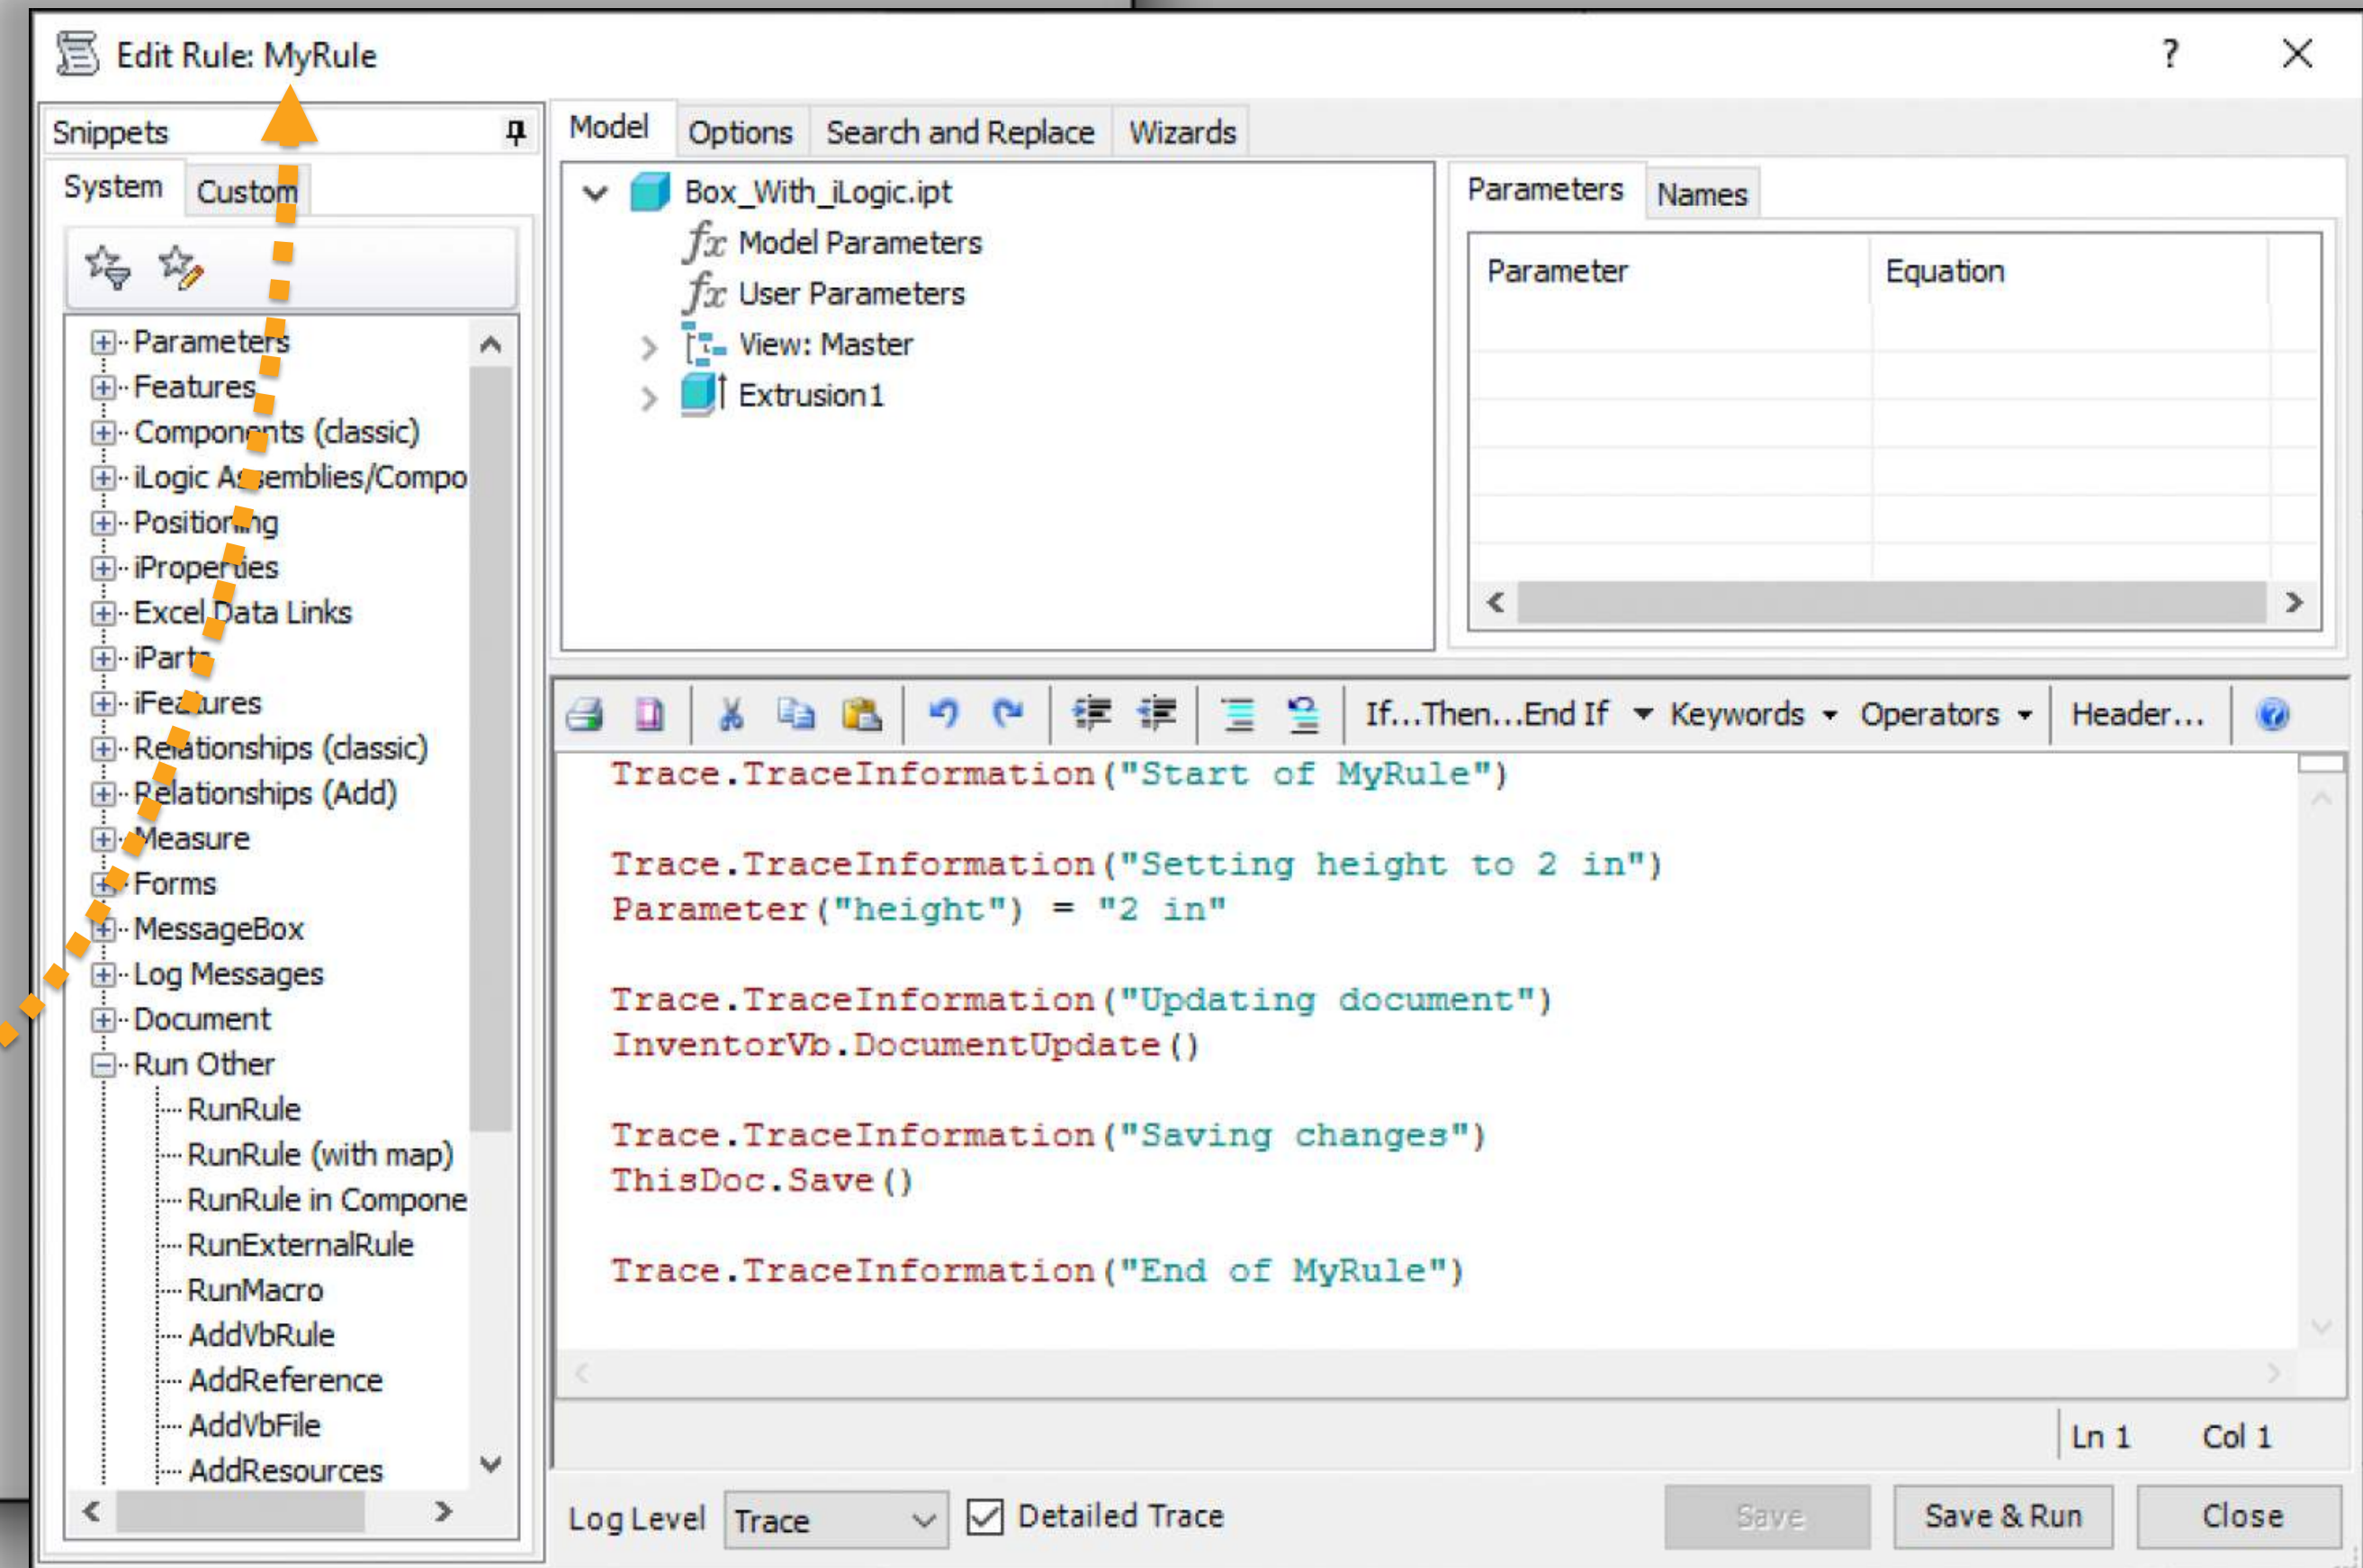 Edit Rule: MyRule
?
Snippets
System
Custom
Parameters
Features
Components (classic)
iLogic Assemblies/Compo
Positioning
iProperties
Excel Data Links
iParts
iFeatures
Relationships (classic)
Relationships (Add)
Measure
Forms
MessageBox
Log Messages
Document
Run Other
RunRule
RunRule (with map)
RunRule in Compone
RunExternalRule
RunMacro
AddVbRule
AddReference
AddVbFile
AddResources
Model Options Search and Replace Wizards
Box_With_iLogic.ipt
fx Model Parameters
fx User Parameters
View: Master
Extrusion1
Parameters Names
Parameter Equation
If...Then...End If Keywords Operators Header...
Trace.TraceInformation("Start of MyRule")
Trace.TraceInformation("Setting height to 2 in")
Parameter("height") = "2 in"
Trace.TraceInformation("Updating document")
InventorVb.DocumentUpdate()
Trace.TraceInformation("Saving changes")
ThisDoc.Save()
Trace.TraceInformation("End of MyRule")
Ln 1 Col 1
Log Level Trace Detailed Trace Save Save & Run Close